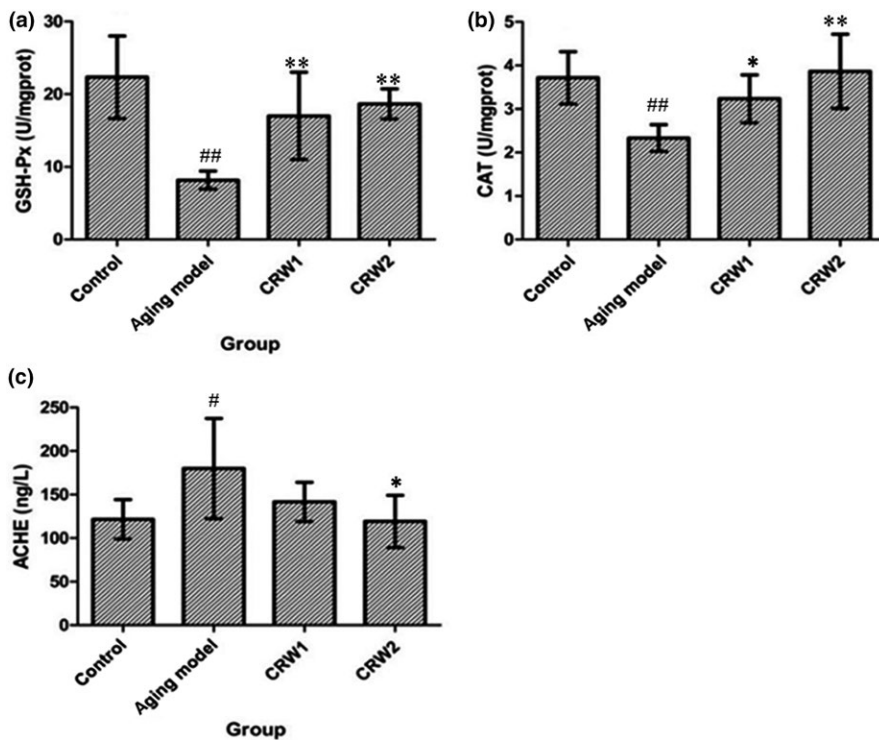 (a)
GSH-Px (U/mgprot)
30
20
10
0
##
**
**
Control
Aging model
CRW1
CRW2
Group
(b)
CAT (U/mgprot)
5
4
3
2
1
0
##
*
**
Control
Aging model
CRW1
CRW2
(c)
ACHE (ng/L)
250
200
150
100
50
0
#
*
Control
Aging model
CRW1
CRW2
Group